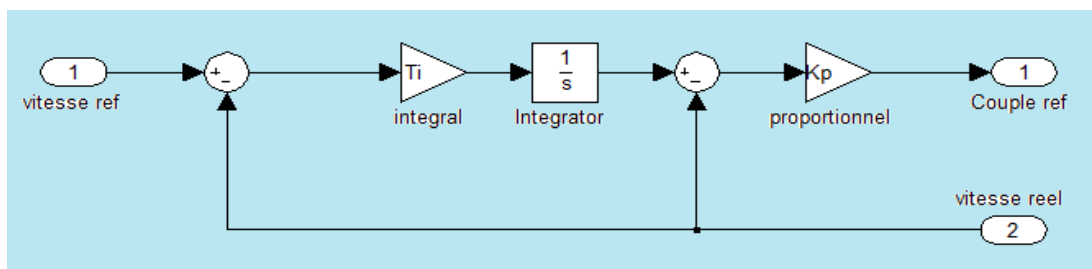 1
vitesse ref
+
-
Ti
integral
1
s
Integrator
+
-
Kp
proportionnel
1
Couple ref
vitesse reel
2